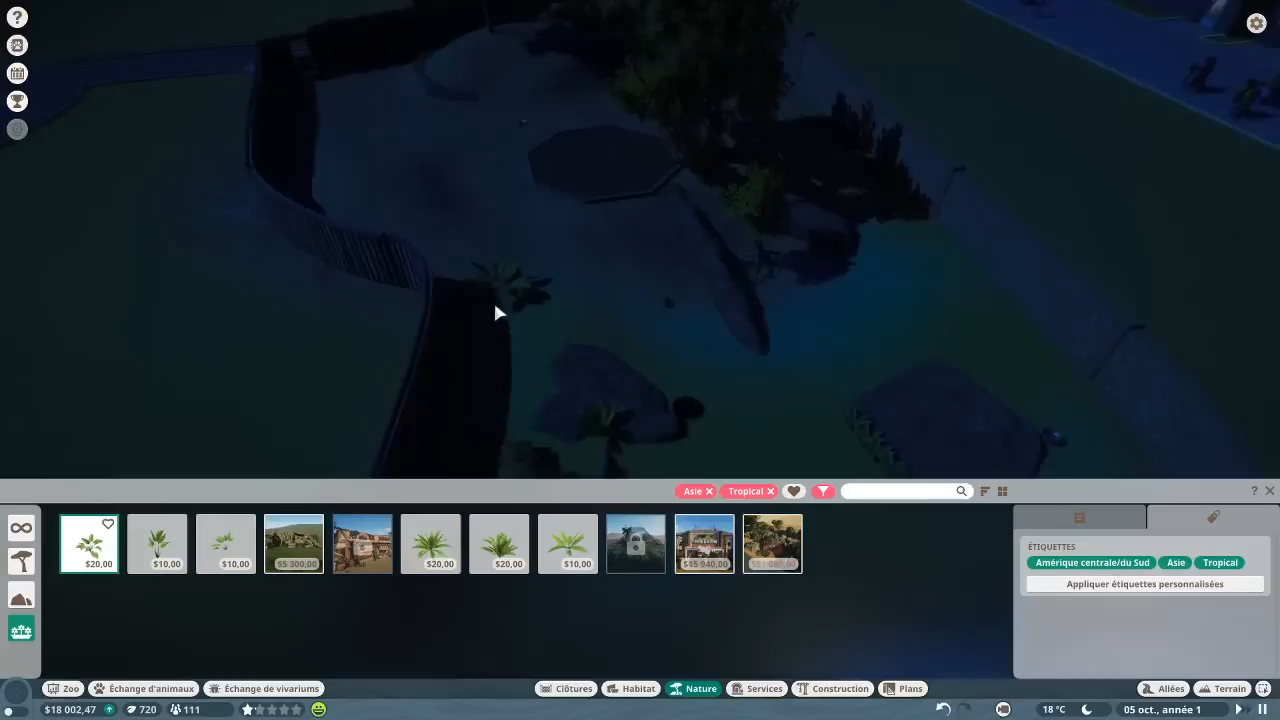 Asie ✕ Tropical ✕
$20,00 $10,00 $10,00 $5 300,00 $20,00 $20,00 $10,00 $15 940,00
ÉTIQUETTES
Amérique centrale/du Sud Asie Tropical
Appliquer étiquettes personnalisées
Zoo Échange d'animaux Échange de vivariums Clôtures Habitat Nature Services Construction Plans Allées Terrain
$18 002,47 720 111 18 °C 05 oct., année 1